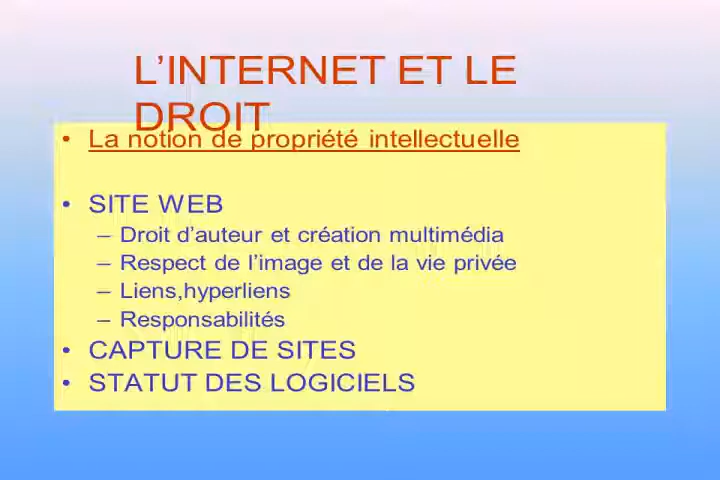 L’INTERNET ET LE
DROIT
• La notion de propriété intellectuelle
• SITE WEB
– Droit d’auteur et création multimédia
– Respect de l’image et de la vie privée
– Liens,hyperliens
– Responsabilités
• CAPTURE DE SITES
• STATUT DES LOGICIELS